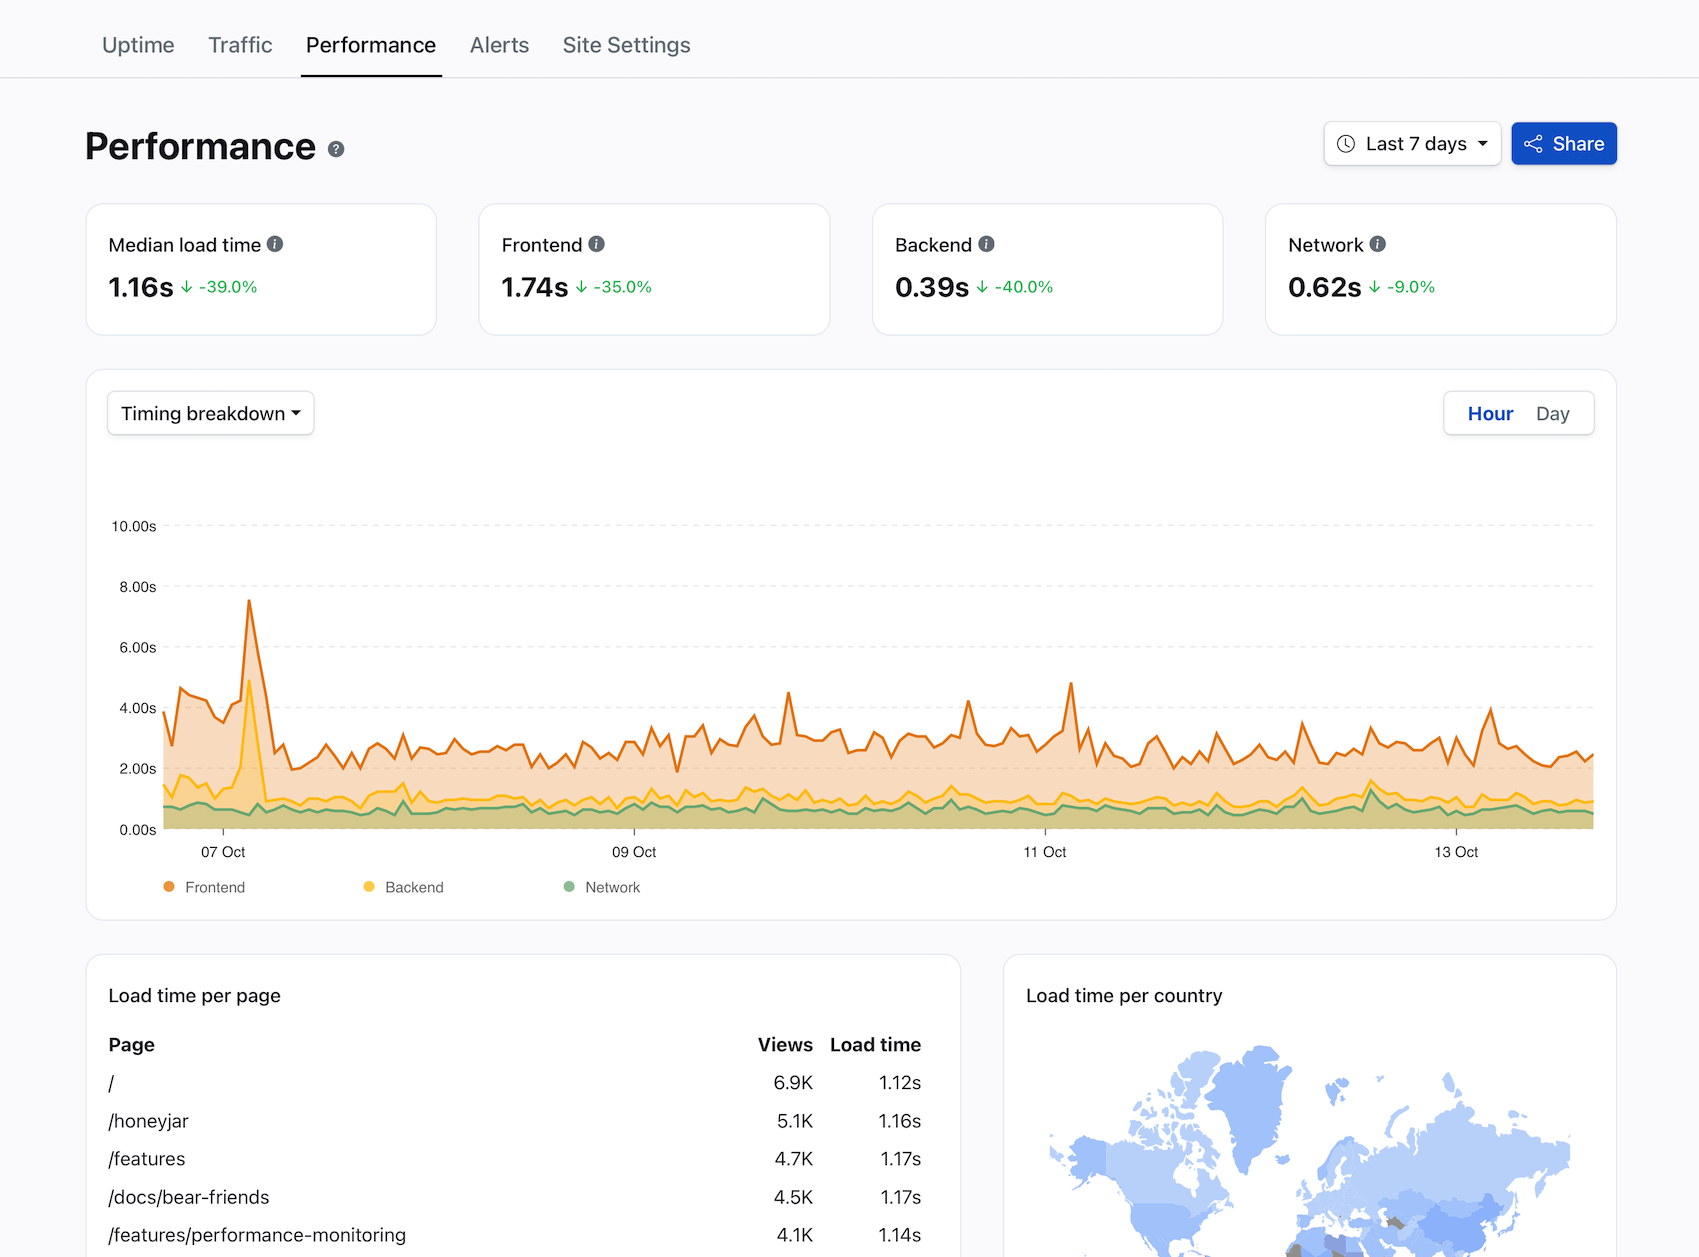 Uptime Traffic Performance Alerts Site Settings
Performance ?
Last 7 days Share
Median load time i Frontend i Backend i Network i
1.16s ↓ -39.0% 1.74s ↓ -35.0% 0.39s ↓ -40.0% 0.62s ↓ -9.0%
Timing breakdown Hour Day
10.00s
8.00s
6.00s
4.00s
2.00s
0.00s
07 Oct 09 Oct 11 Oct 13 Oct
Frontend Backend Network
Load time per page
Page Views Load time
/ 6.9K 1.12s
/honeyjar 5.1K 1.16s
/features 4.7K 1.17s
/docs/bear-friends 4.5K 1.17s
/features/performance-monitoring 4.1K 1.14s
Load time per country